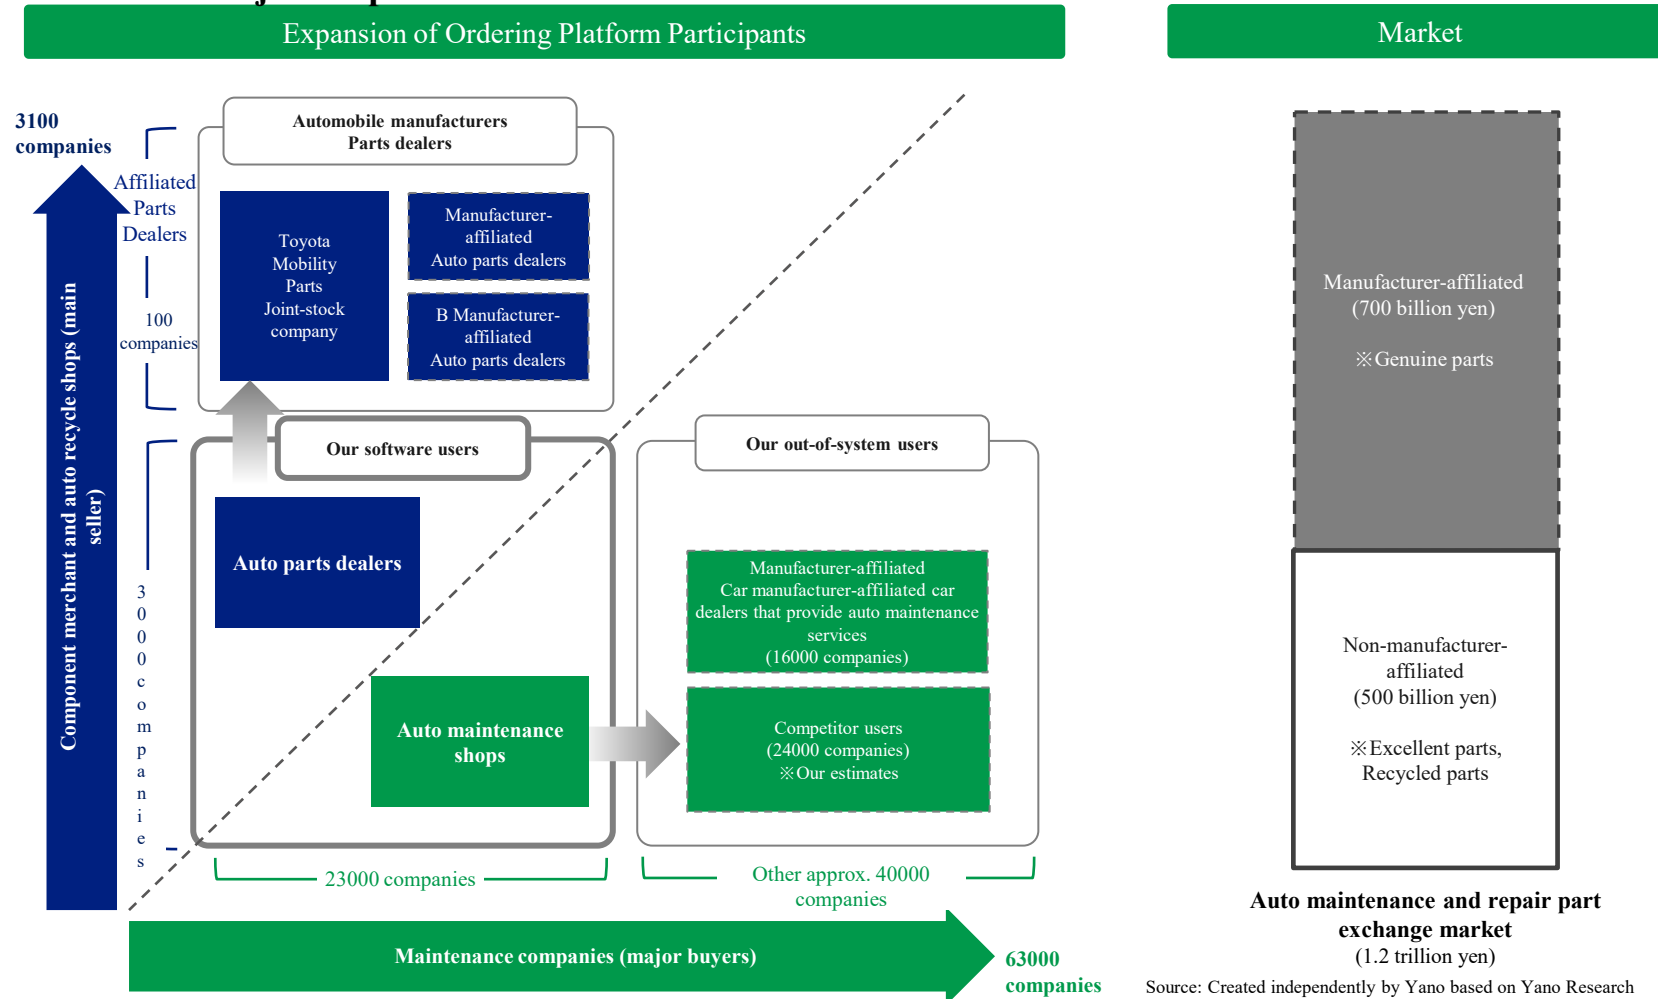 Expansion of Ordering Platform Participants
Market
3100
companies
Automobile manufacturers
Parts dealers
Affiliated
Parts
Dealers
100
companies
Toyota
Mobility
Parts
Joint-stock
company
Manufacturer-
affiliated
Auto parts dealers
B Manufacturer-
affiliated
Auto parts dealers
Component merchant and auto recycle shops (main
seller)
3000companies
Our software users
Auto parts dealers
Auto maintenance
shops
Our out-of-system users
Manufacturer-affiliated
Car manufacturer-affiliated car
dealers that provide auto maintenance
services
(16000 companies)
Competitor users
(24000 companies)
※Our estimates
23000 companies
Other approx. 40000
companies
Maintenance companies (major buyers)
63000
companies
Manufacturer-affiliated
(700 billion yen)
※Genuine parts
Non-manufacturer-
affiliated
(500 billion yen)
※Excellent parts,
Recycled parts
Auto maintenance and repair part
exchange market
(1.2 trillion yen)
Source: Created independently by Yano based on Yano Research